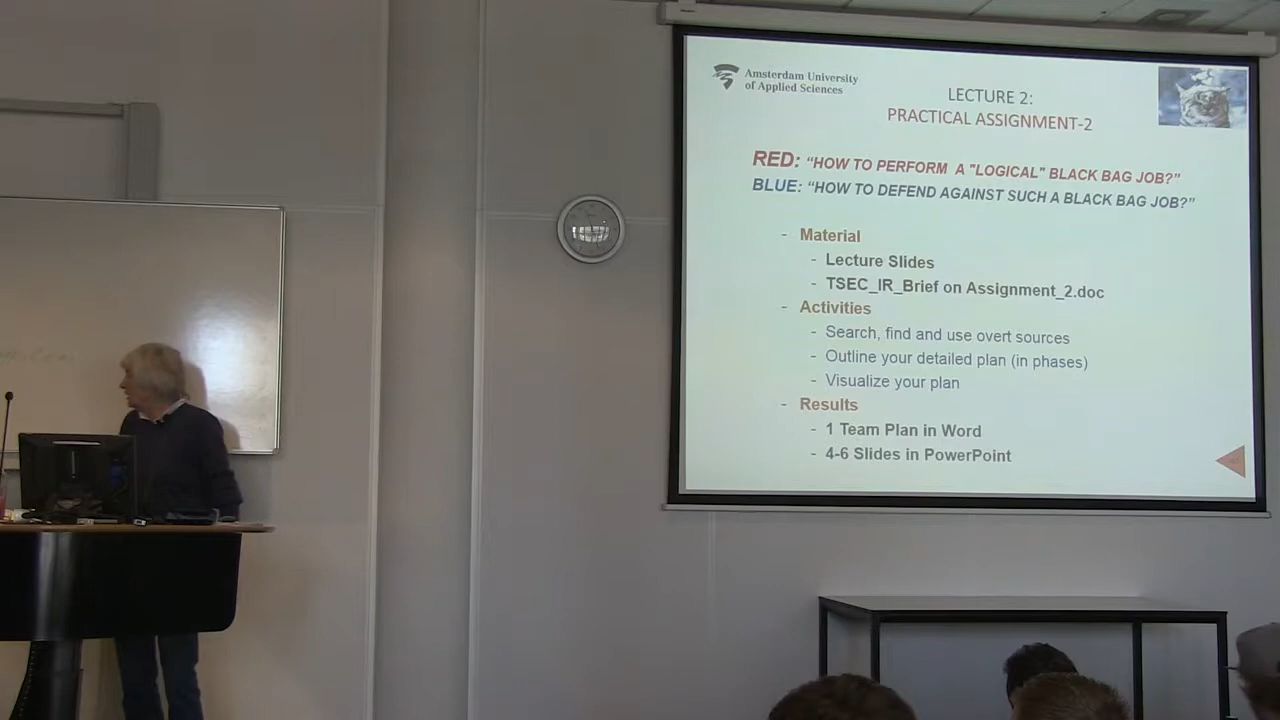 Amsterdam University
of Applied Sciences
LECTURE 2:
PRACTICAL ASSIGNMENT-2
RED: “HOW TO PERFORM A "LOGICAL" BLACK BAG JOB?”
BLUE: “HOW TO DEFEND AGAINST SUCH A BLACK BAG JOB?”
- Material
- Lecture Slides
- TSEC_IR_Brief on Assignment_2.doc
- Activities
- Search, find and use overt sources
- Outline your detailed plan (in phases)
- Visualize your plan
- Results
- 1 Team Plan in Word
- 4-6 Slides in PowerPoint